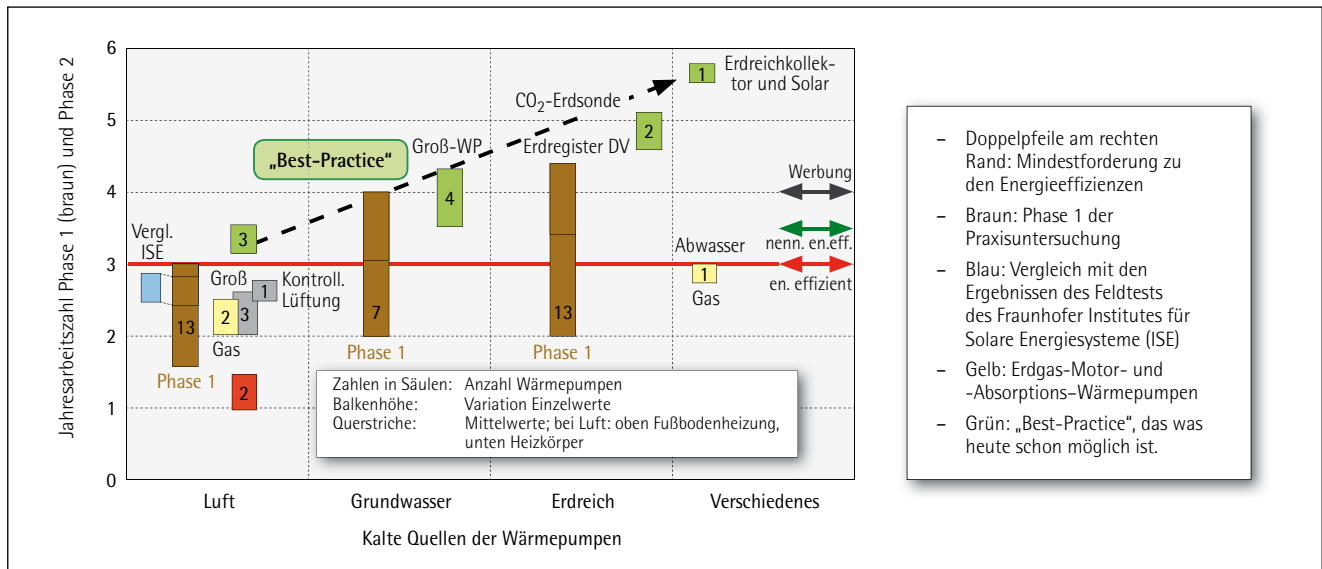 Jahresarbeitszahl Phase 1 (braun) und Phase 2
6
5
4
3
2
1
0
Erdreichkollek-
tor und Solar
1
CO₂-Erdsonde
2
„Best-Practice“
Groß-WP
Erdregister DV
4
Werbung
Vergl.
ISE
3
nenn. en.eff.
Abwasser
Groß
Kontroll.
Lüftung
1
1
en. effizient
Gas
13
2
3
7
13
Gas
Phase 1
Phase 1
Phase 1
2
Zahlen in Säulen: Anzahl Wärmepumpen
Balkenhöhe: Variation Einzelwerte
Querstriche: Mittelwerte; bei Luft: oben Fußbodenheizung,
unten Heizkörper
Luft
Grundwasser
Erdreich
Verschiedenes
Kalte Quellen der Wärmepumpen
– Doppelpfeile am rechten
Rand: Mindestforderung zu
den Energieeffizienzen
– Braun: Phase 1 der
Praxisuntersuchung
– Blau: Vergleich mit den
Ergebnissen des Feldtests
des Fraunhofer Institutes für
Solare Energiesysteme (ISE)
– Gelb: Erdgas-Motor- und
-Absorptions–Wärmepumpen
– Grün: „Best-Practice“, das was
heute schon möglich ist.